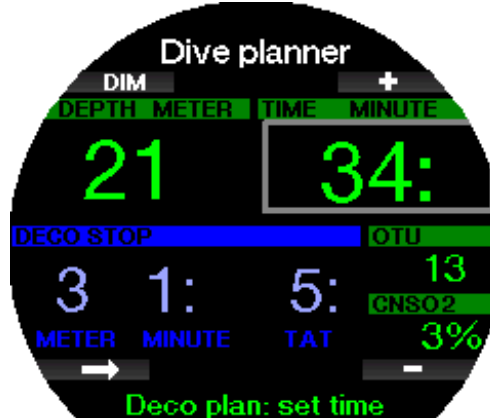 Dive planner
DIM +
DEPTH METER TIME MINUTE
21 34:
DECO STOP OTU
13
3 1: 5:
CNSO2
METER MINUTE TAT 3%
-
Deco plan: set time